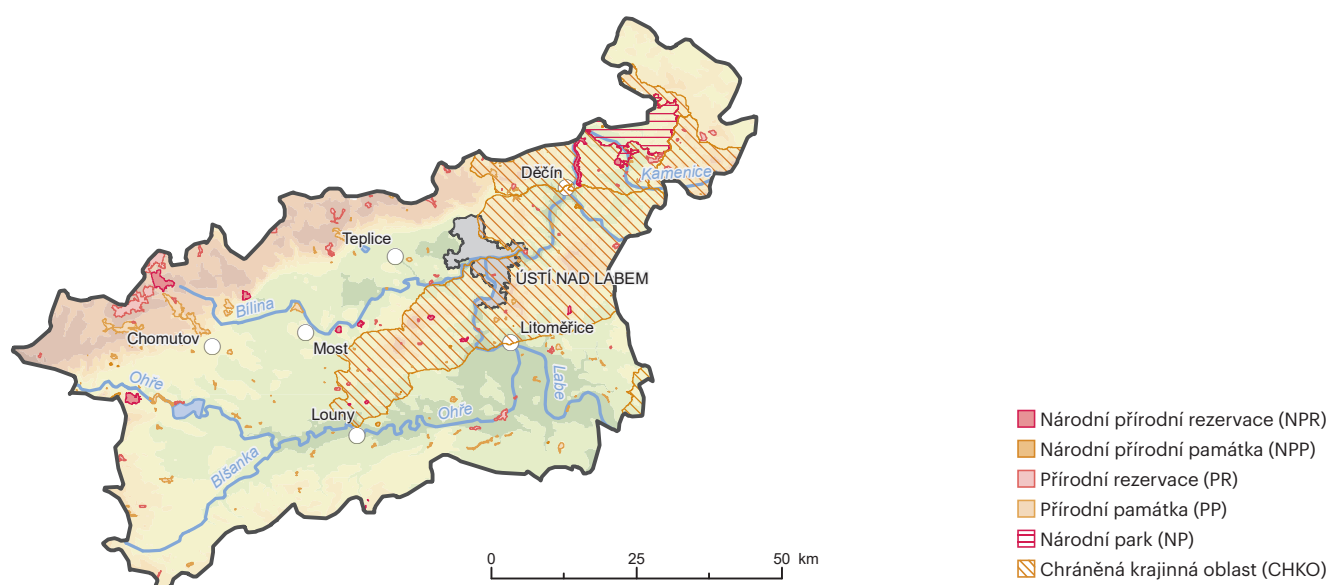 Děčín
Kamenice
Teplice
ÚSTÍ NAD LABEM
Bílina
Chomutov
Most
Litoměřice
Ohře
Labe
Louny
Ohře
Blšanka
0 25 50 km
Národní přírodní rezervace (NPR)
Národní přírodní památka (NPP)
Přírodní rezervace (PR)
Přírodní památka (PP)
Národní park (NP)
Chráněná krajinná oblast (CHKO)